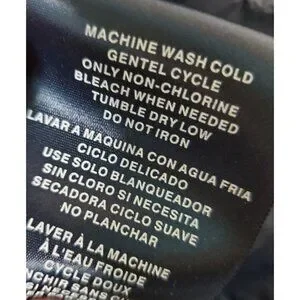 MACHINE WASH COLD
GENTEL CYCLE
ONLY NON-CHLORINE
BLEACH WHEN NEEDED
TUMBLE DRY LOW
DO NOT IRON
LAVAR A MAQUINA CON AGUA FRIA
CICLO DELICADO
USE SOLO BLANQUEADOR
SIN CLORO SI NECESITA
SECADORA CICLO SUAVE
NO PLANCHAR
LAVER À LA MACHINE
À L'EAU FROIDE
CYCLE DOUX
SANS